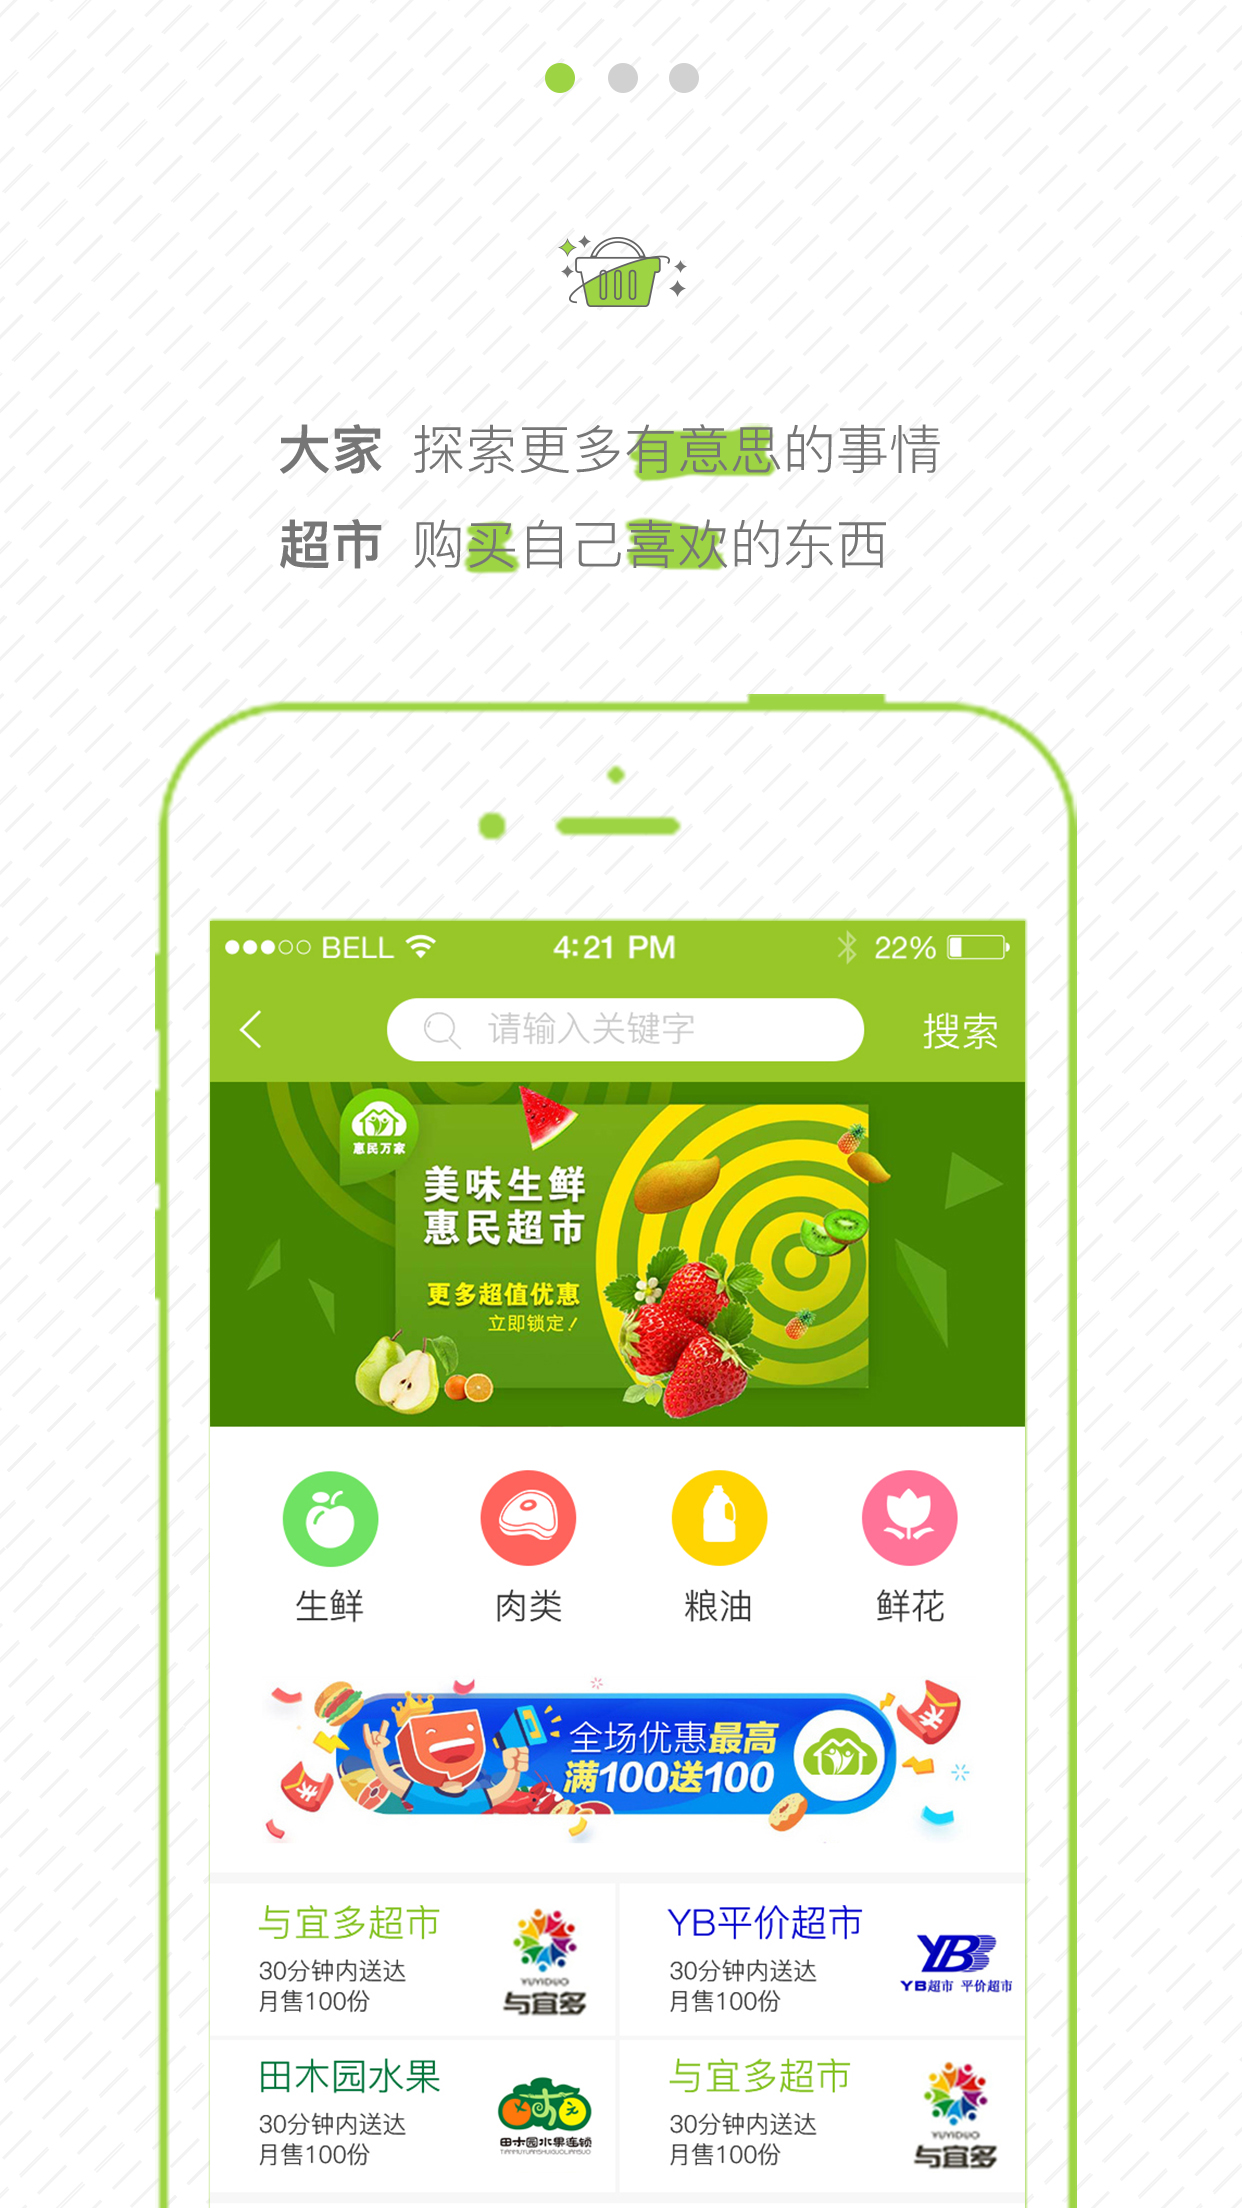 大家 探索更多有意思的事情
超市 购买自己喜欢的东西
BELL 4:21 PM 22%
请输入关键字 搜索
惠民万家
美味生鲜
惠民超市
更多超值优惠
立即锁定!
生鲜 肉类 粮油 鲜花
全场优惠最高
满100送100
与宜多超市
30分钟内送达
月售100份
YUYIDUO
与宜多
YB平价超市
30分钟内送达
月售100份
YB
YB超市 平价超市
田木园水果
30分钟内送达
月售100份
田木园水果连锁
TIANMUYUANSHUIGUOLIANSUO
与宜多超市
30分钟内送达
月售100份
YUYIDUO
与宜多